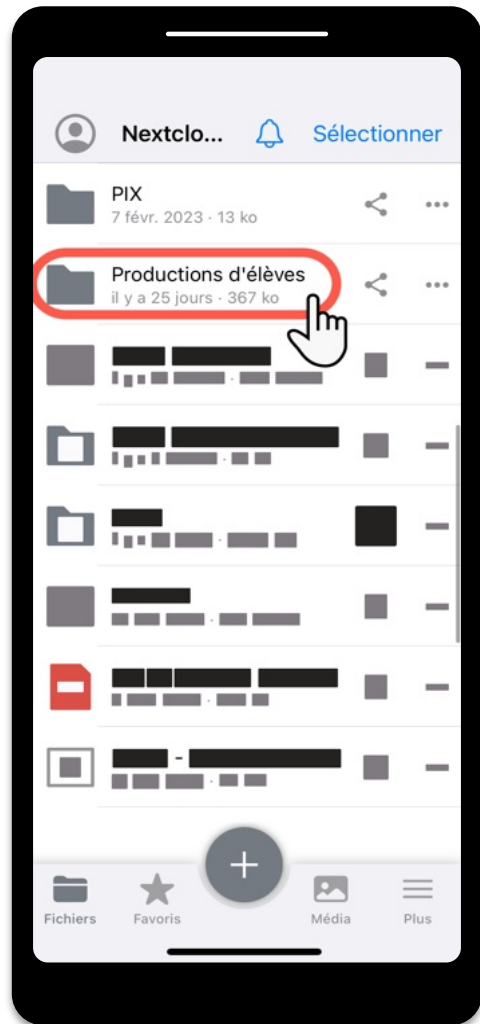 Nextclo... Sélectionner
PIX
7 févr. 2023 · 13 ko
Productions d'élèves
il y a 25 jours · 367 ko
Fichiers Favoris Média Plus